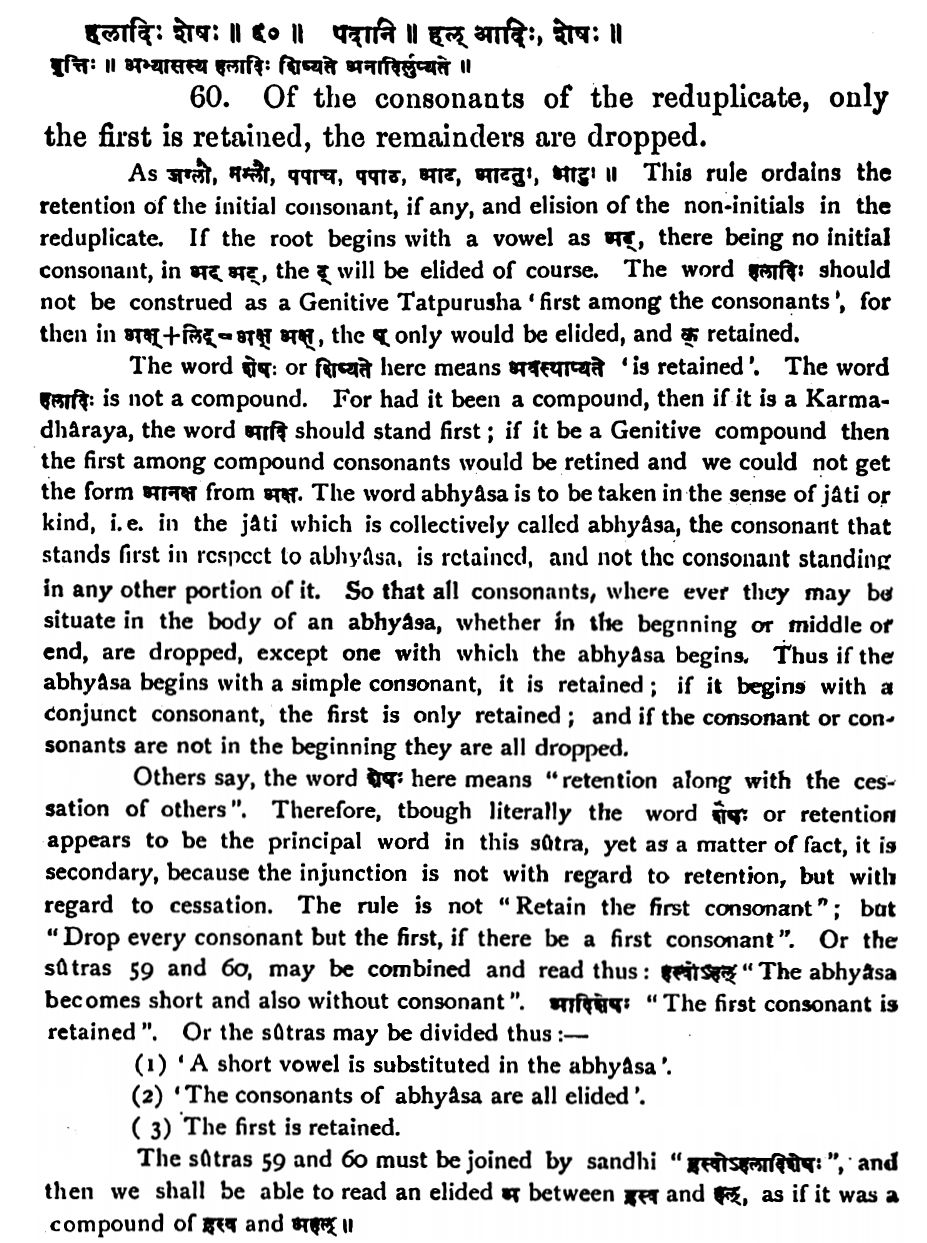 हलादिः शेषः ॥ ६० ॥ पदानि ॥ हल् आदिः, शेषः ॥
वृत्तिः ॥ अभ्यासस्य हलादिः शिष्यते अनादिर्लुप्यते ॥
60. Of the consonants of the reduplicate, only
the first is retained, the remainders are dropped.
As जग्लौ, मम्लौ, पपाच, पपाठ, आट, आटतुः, आटुः ॥ This rule ordains the
retention of the initial consonant, if any, and elision of the non-initials in the
reduplicate. If the root begins with a vowel as अट्, there being no initial
consonant, in अट् अट्, the ट् will be elided of course. The word हलादिः should
not be construed as a Genitive Tatpurusha ‘first among the consonants’, for
then in अक्ष्+लिट्=अक्ष् अक्ष्, the ष् only would be elided, and क् retained.
The word शेषः or शिष्यते here means अवस्थाप्यते ‘is retained’. The word
हलादिः is not a compound. For had it been a compound, then if it is a Karma-
dhâraya, the word आदि should stand first; if it be a Genitive compound then
the first among compound consonants would be retined and we could not get
the form आनक्ष from अक्ष. The word abhyâsa is to be taken in the sense of jâti or
kind, i. e. in the jâti which is collectively called abhyâsa, the consonant that
stands first in respect to abhyâsa, is retained, and not the consonant standing
in any other portion of it. So that all consonants, where ever they may be
situate in the body of an abhyâsa, whether in the begnning or middle or
end, are dropped, except one with which the abhyâsa begins. Thus if the
abhyâsa begins with a simple consonant, it is retained; if it begins with a
conjunct consonant, the first is only retained; and if the consonant or con-
sonants are not in the beginning they are all dropped.
Others say, the word शेषः here means “retention along with the ces-
sation of others”. Therefore, tbough literally the word शेषः or retention
appears to be the principal word in this sûtra, yet as a matter of fact, it is
secondary, because the injunction is not with regard to retention, but with
regard to cessation. The rule is not “Retain the first consonant”; but
“Drop every consonant but the first, if there be a first consonant”. Or the
sûtras 59 and 60, may be combined and read thus: ह्रस्वोऽहल् “The abhyâsa
becomes short and also without consonant”. आदिशेषः “The first consonant is
retained”. Or the sûtras may be divided thus:—
(1) ‘A short vowel is substituted in the abhyâsa’.
(2) ‘The consonants of abhyâsa are all elided’.
(3) The first is retained.
The sûtras 59 and 60 must be joined by sandhi “ह्रस्वोऽहलादिशेषः”, and
then we shall be able to read an elided अ between ह्रस्व and हल्, as if it was a
compound of ह्रस्व and अहल् ॥